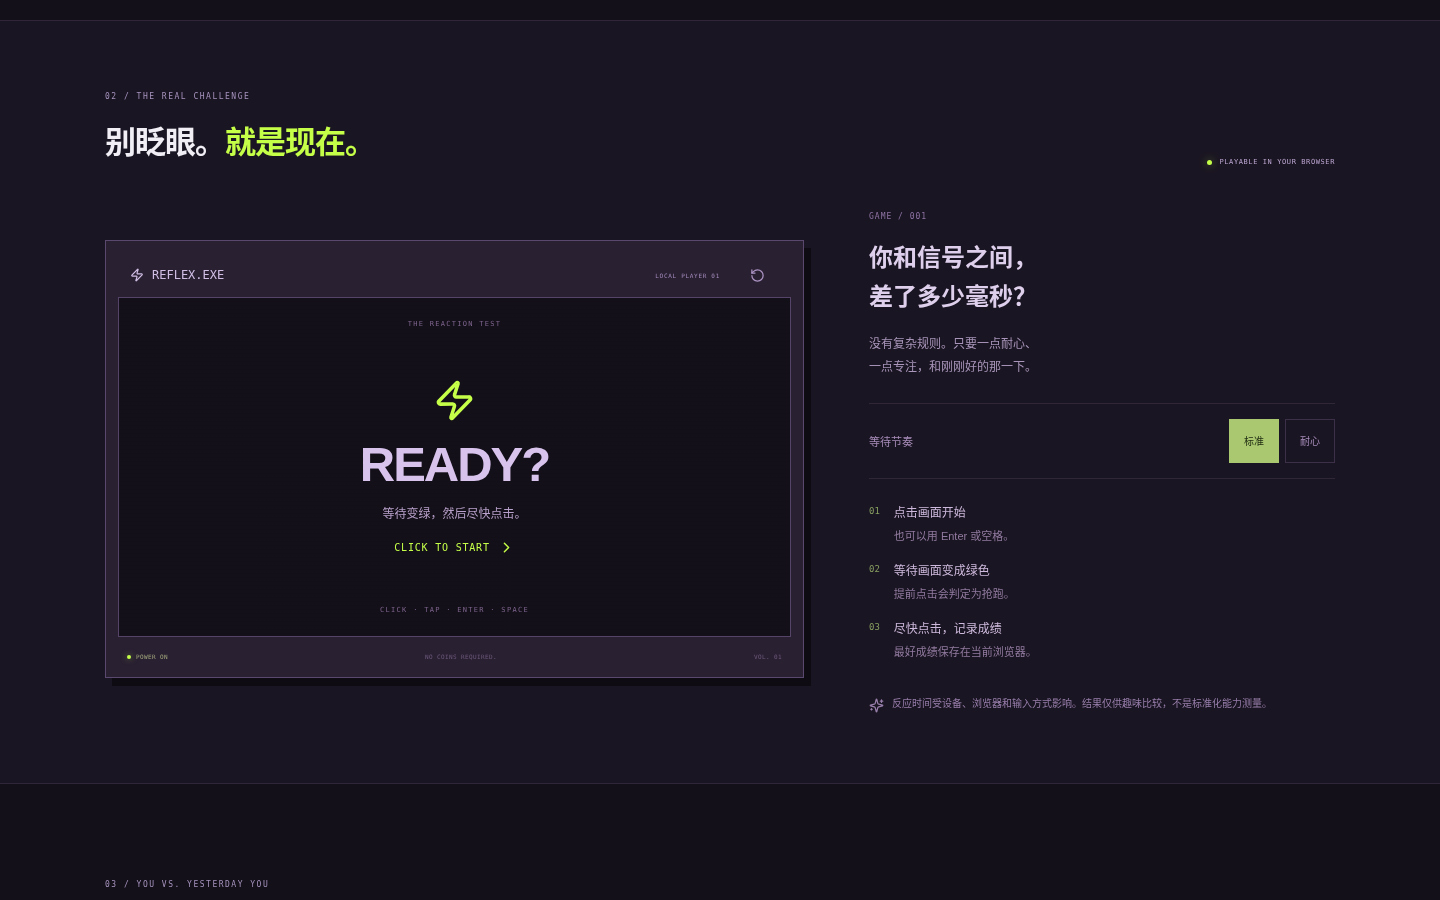 02 / THE REAL CHALLENGE
别眨眼。就是现在。
PLAYABLE IN YOUR BROWSER
REFLEX.EXE
LOCAL PLAYER 01
THE REACTION TEST
READY?
等待变绿，然后尽快点击。
CLICK TO START
CLICK · TAP · ENTER · SPACE
POWER ON
NO COINS REQUIRED.
VOL. 01
GAME / 001
你和信号之间，
差了多少毫秒？
没有复杂规则。只要一点耐心、
一点专注，和刚刚好的那一下。
等待节奏
标准
耐心
01 点击画面开始
也可以用 Enter 或空格。
02 等待画面变成绿色
提前点击会判定为抢跑。
03 尽快点击，记录成绩
最好成绩保存在当前浏览器。
反应时间受设备、浏览器和输入方式影响。结果仅供趣味比较，不是标准化能力测量。
03 / YOU VS. YESTERDAY YOU